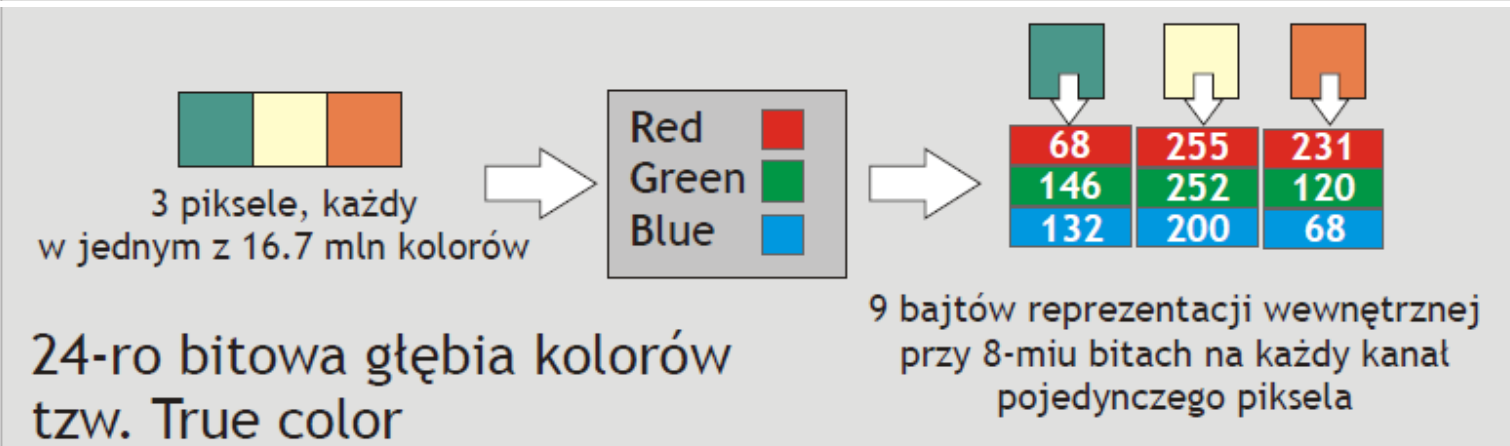 3 piksele, każdy
w jednym z 16.7 mln kolorów
24-ro bitowa głębia kolorów
tzw. True color
Red
Green
Blue
68 255 231
146 252 120
132 200 68
9 bajtów reprezentacji wewnętrznej
przy 8-miu bitach na każdy kanał
pojedynczego piksela